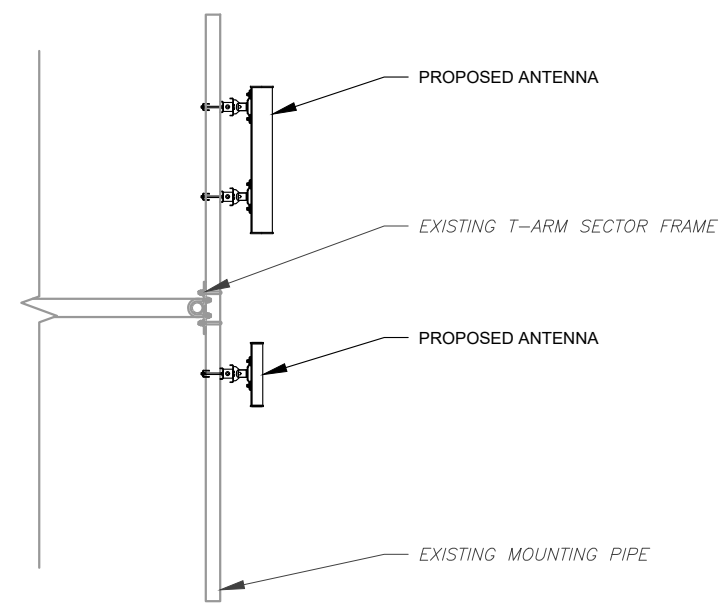 PROPOSED ANTENNA
EXISTING T-ARM SECTOR FRAME
PROPOSED ANTENNA
EXISTING MOUNTING PIPE